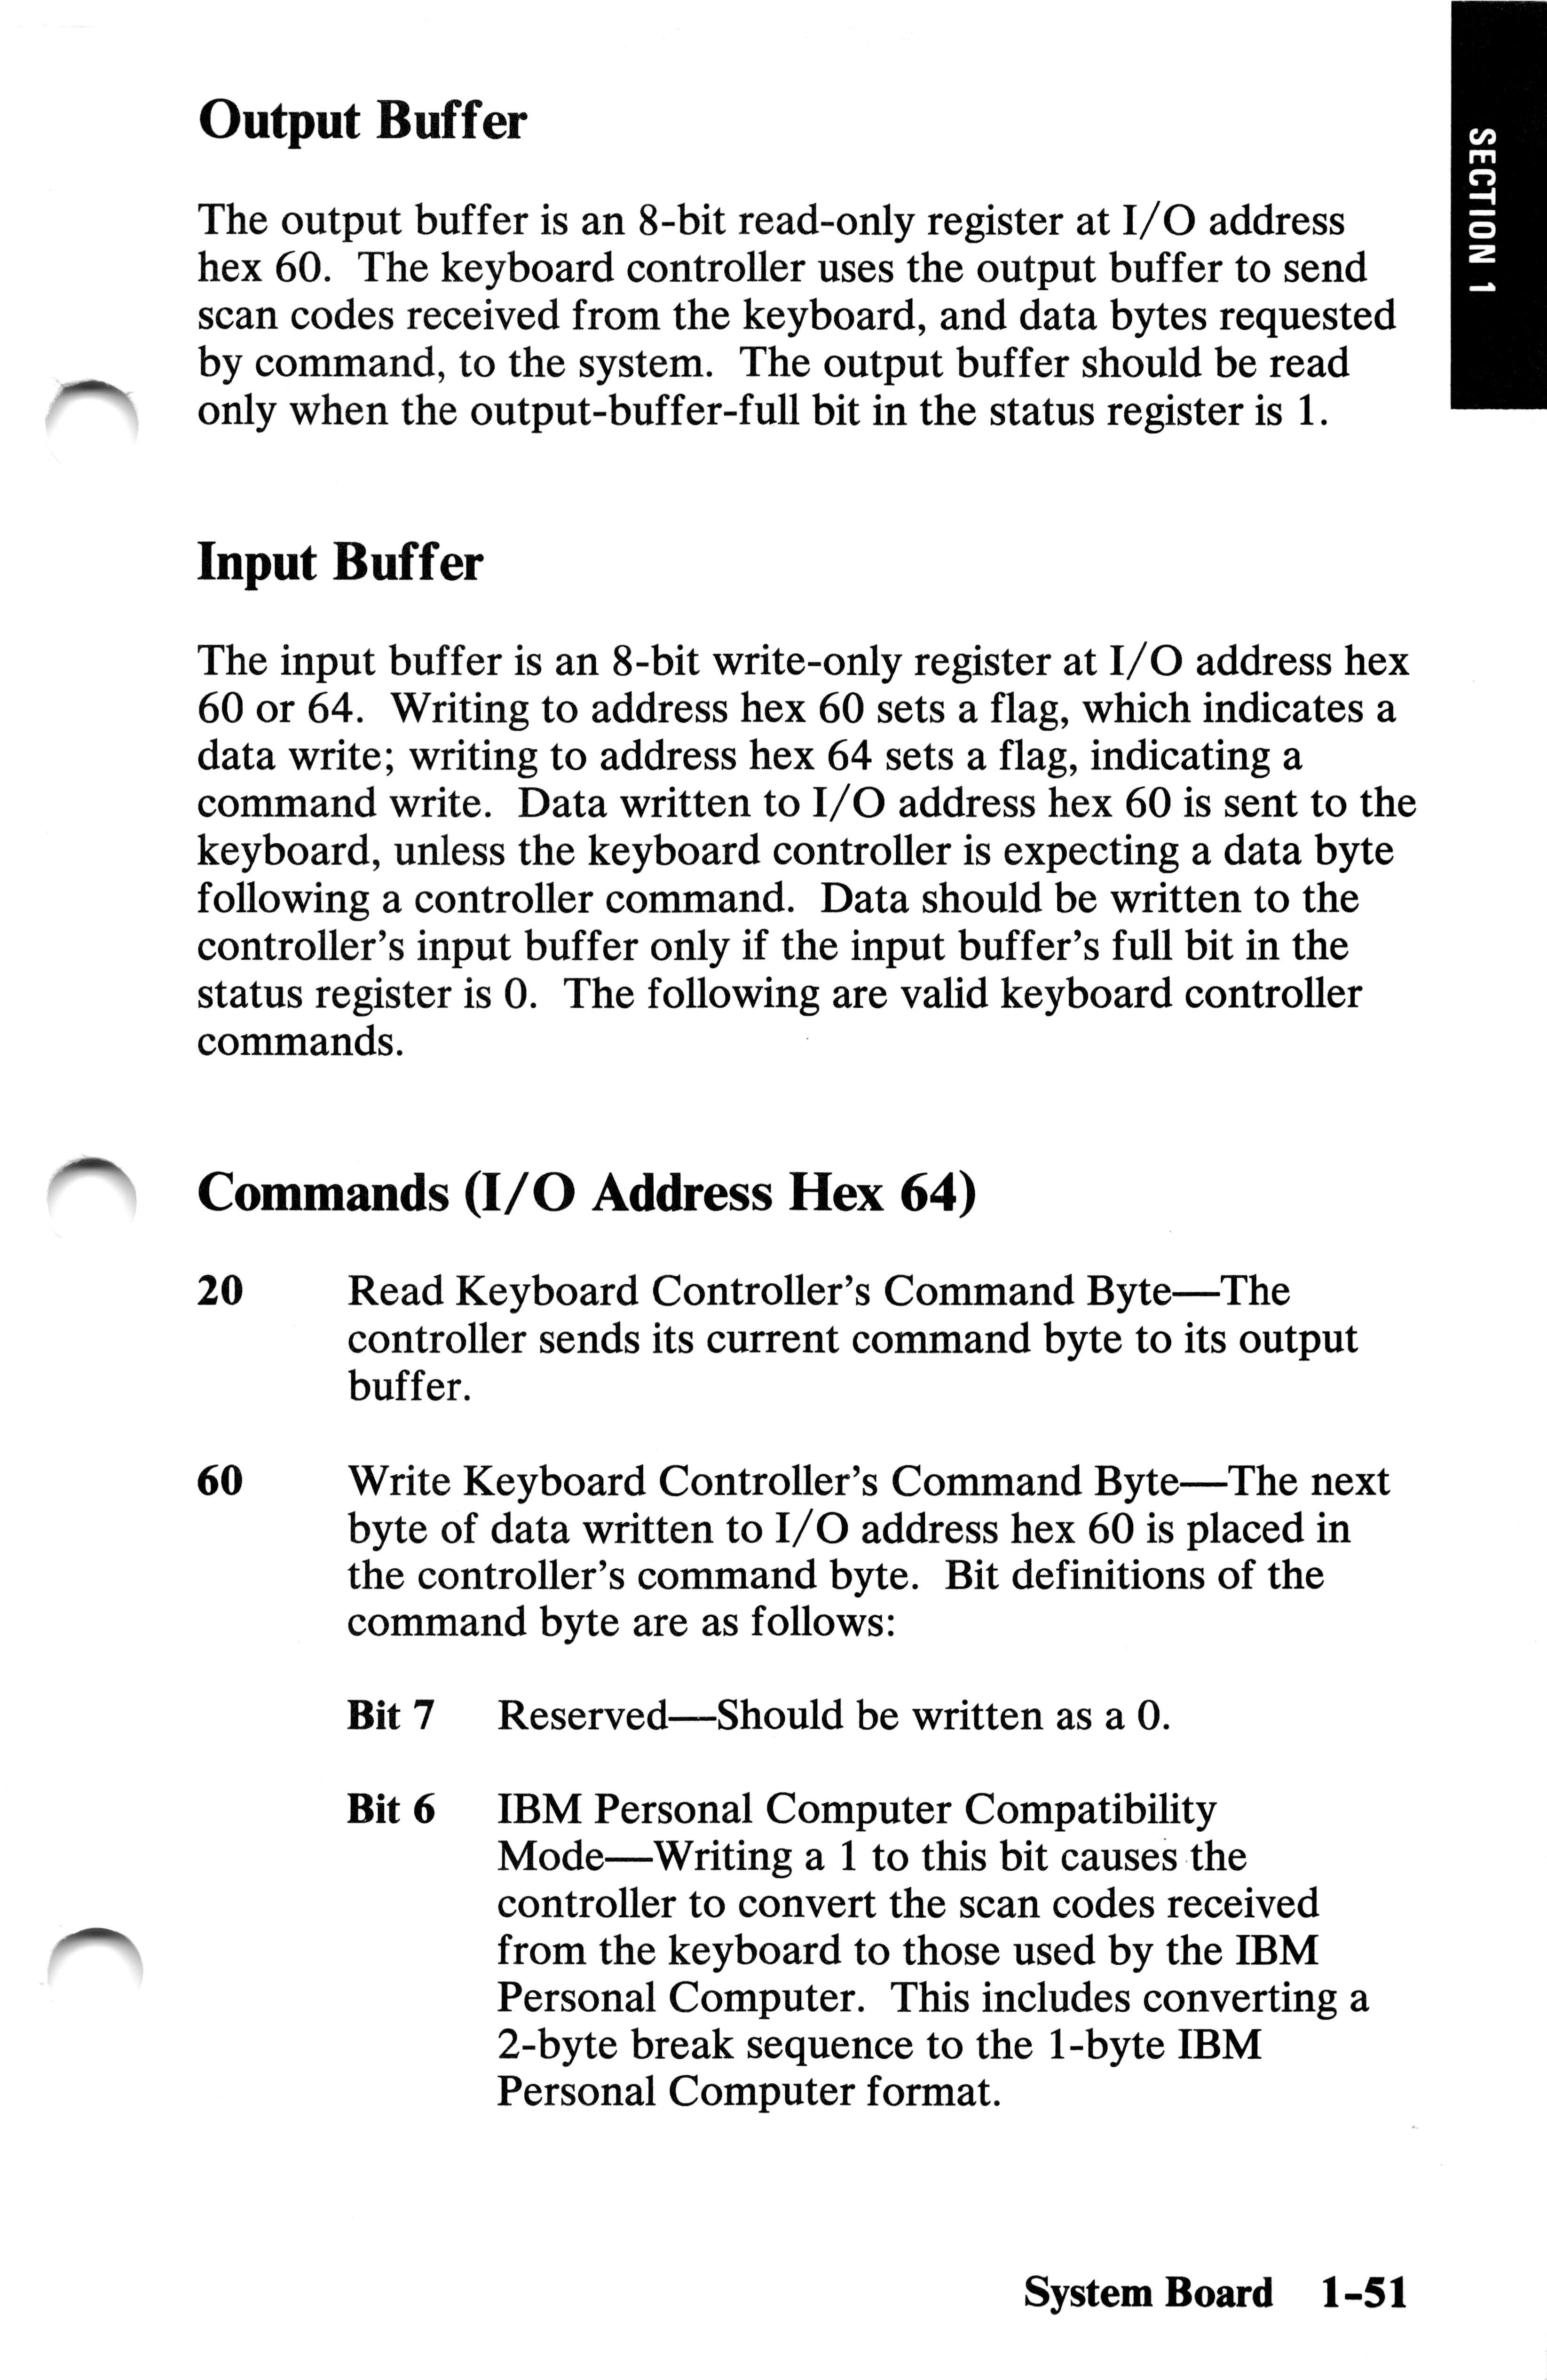 SECTION 1
Output Buffer
The output buffer is an 8-bit read-only register at I/O address
hex 60. The keyboard controller uses the output buffer to send
scan codes received from the keyboard, and data bytes requested
by command, to the system. The output buffer should be read
only when the output-buffer-full bit in the status register is 1.
Input Buffer
The input buffer is an 8-bit write-only register at I/O address hex
60 or 64. Writing to address hex 60 sets a flag, which indicates a
data write; writing to address hex 64 sets a flag, indicating a
command write. Data written to I/O address hex 60 is sent to the
keyboard, unless the keyboard controller is expecting a data byte
following a controller command. Data should be written to the
controller's input buffer only if the input buffer's full bit in the
status register is 0. The following are valid keyboard controller
commands.
Commands (I/O Address Hex 64)
20 Read Keyboard Controller's Command Byte—The
controller sends its current command byte to its output
buffer.
60 Write Keyboard Controller's Command Byte—The next
byte of data written to I/O address hex 60 is placed in
the controller's command byte. Bit definitions of the
command byte are as follows:
Bit 7 Reserved—Should be written as a 0.
Bit 6 IBM Personal Computer Compatibility
Mode—Writing a 1 to this bit causes the
controller to convert the scan codes received
from the keyboard to those used by the IBM
Personal Computer. This includes converting a
2-byte break sequence to the 1-byte IBM
Personal Computer format.
System Board 1-51